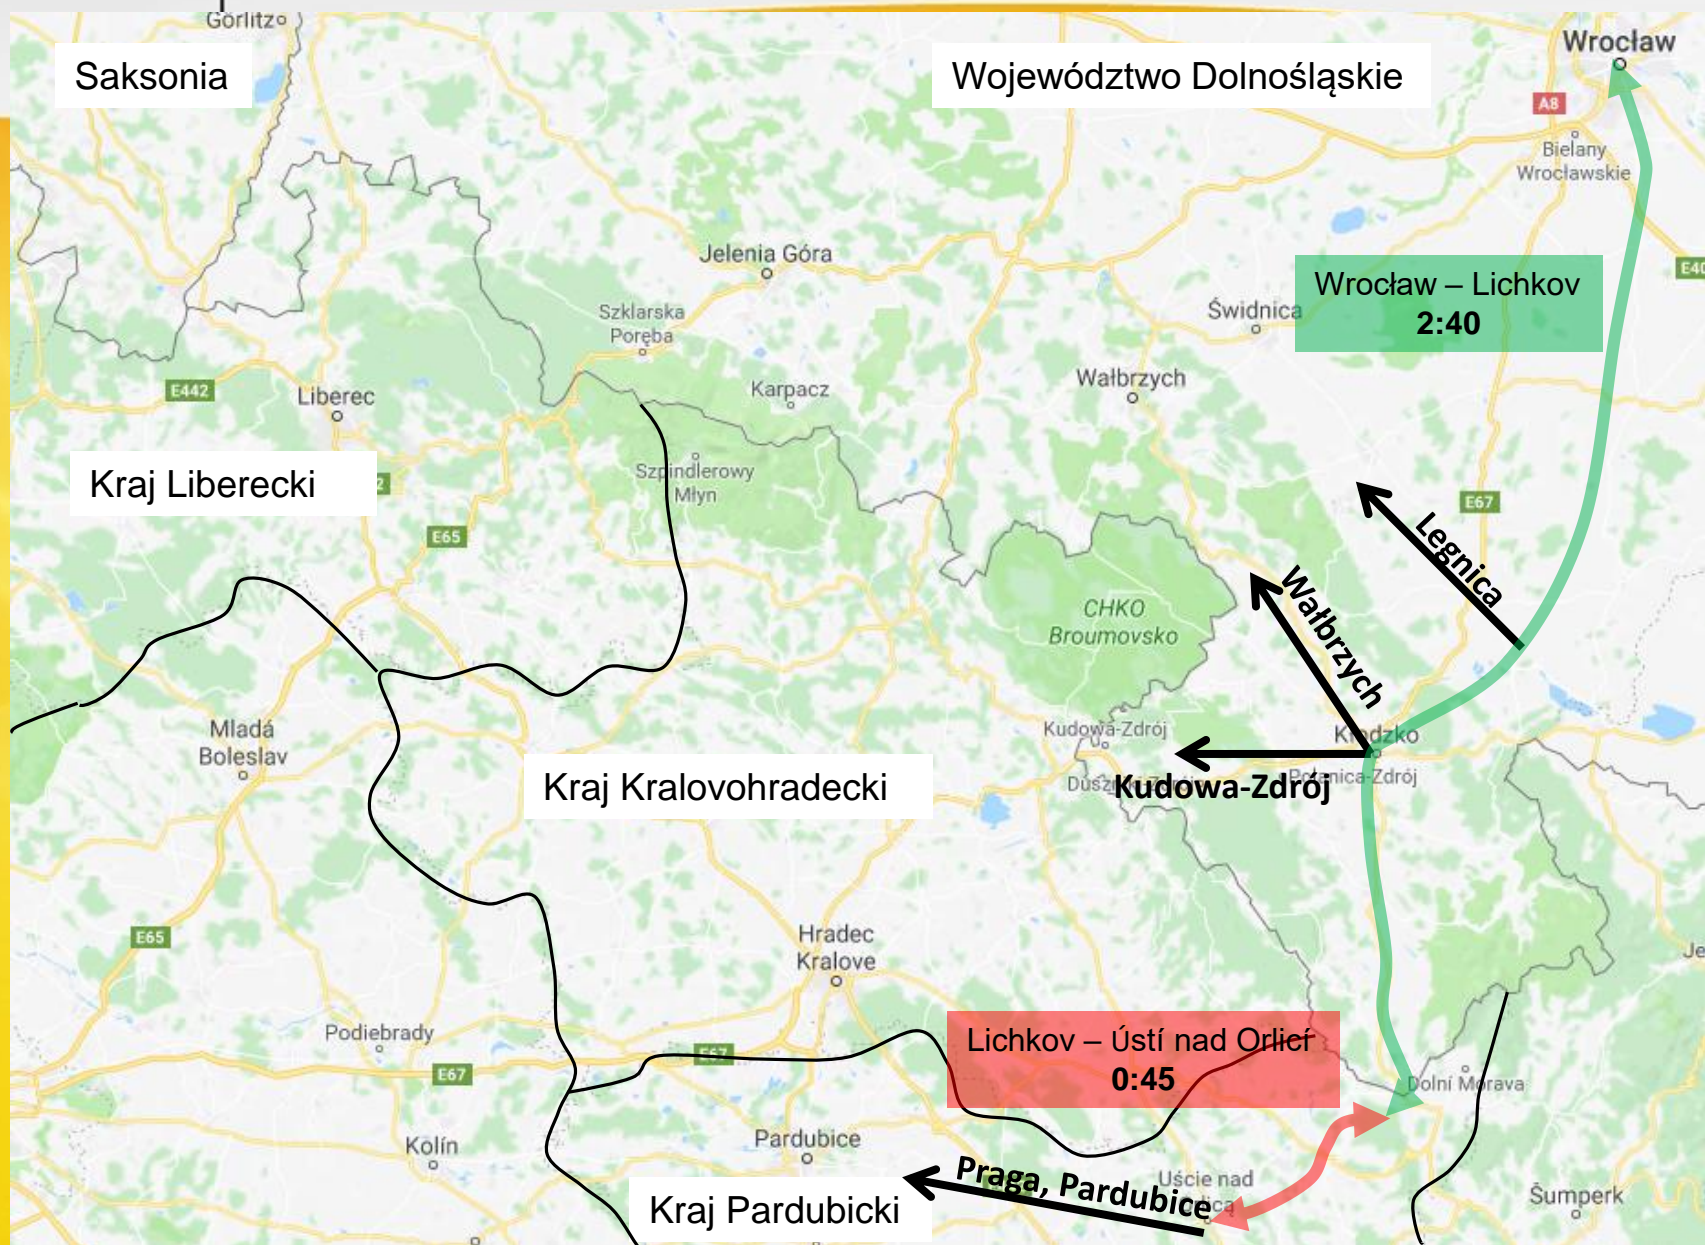 Görlitz
Saksonia
Województwo Dolnośląskie
Wrocław
A8
Bielany
Wrocławskie
Jelenia Góra
E40
Wrocław – Lichkov
2:40
Szklarska
Poręba
Świdnica
E442
Liberec
Karpacz
Wałbrzych
Szpindlerowy
Młyn
Kraj Liberecki
2
E67
E65
Legnica
CHKO
Broumovsko
Wałbrzych
Mladá
Boleslav
Kudowa-Zdrój
Kłodzko
Kraj Kralovohradecki
Kudowa-Zdrój
Polanica-Zdrój
E65
Hradec
Kralove
Podiebrady
Lichkov – Ústí nad Orlicí
0:45
E67
E67
Dolní Morava
Kolín
Pardubice
Praga, Pardubice
Uście nad
Kraj Pardubicki
Šumperk